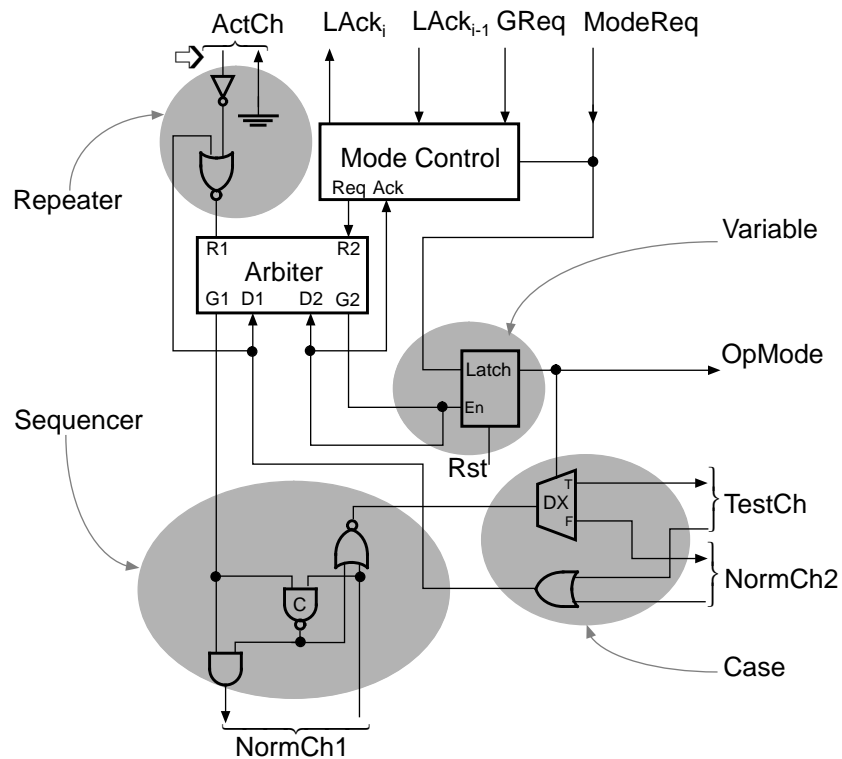 ActCh
LAckᵢ
LAckᵢ₋₁
GReq
ModeReq
Mode Control
Req Ack
Repeater
R1 R2
Arbiter
G1 D1 D2 G2
Variable
Latch
En
OpMode
Rst
Sequencer
T
DX
F
TestCh
NormCh2
C
Case
NormCh1